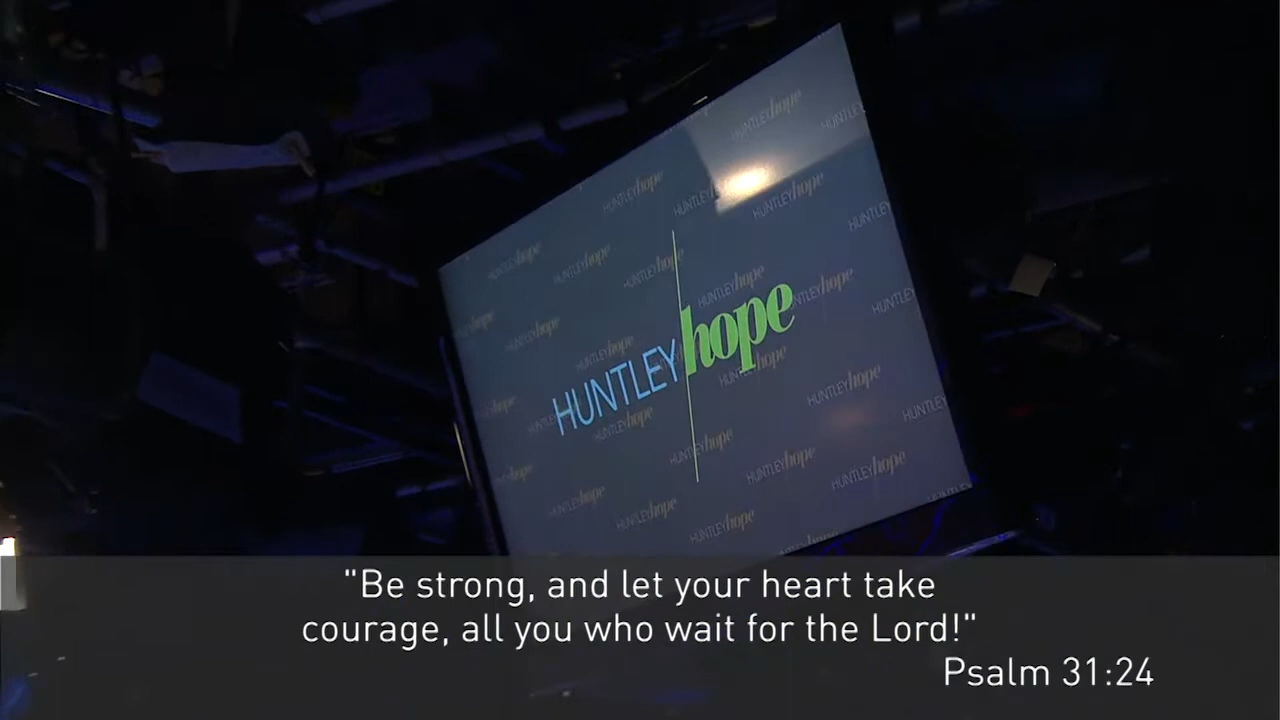 HUNTLEY hope
"Be strong, and let your heart take
courage, all you who wait for the Lord!"
Psalm 31:24